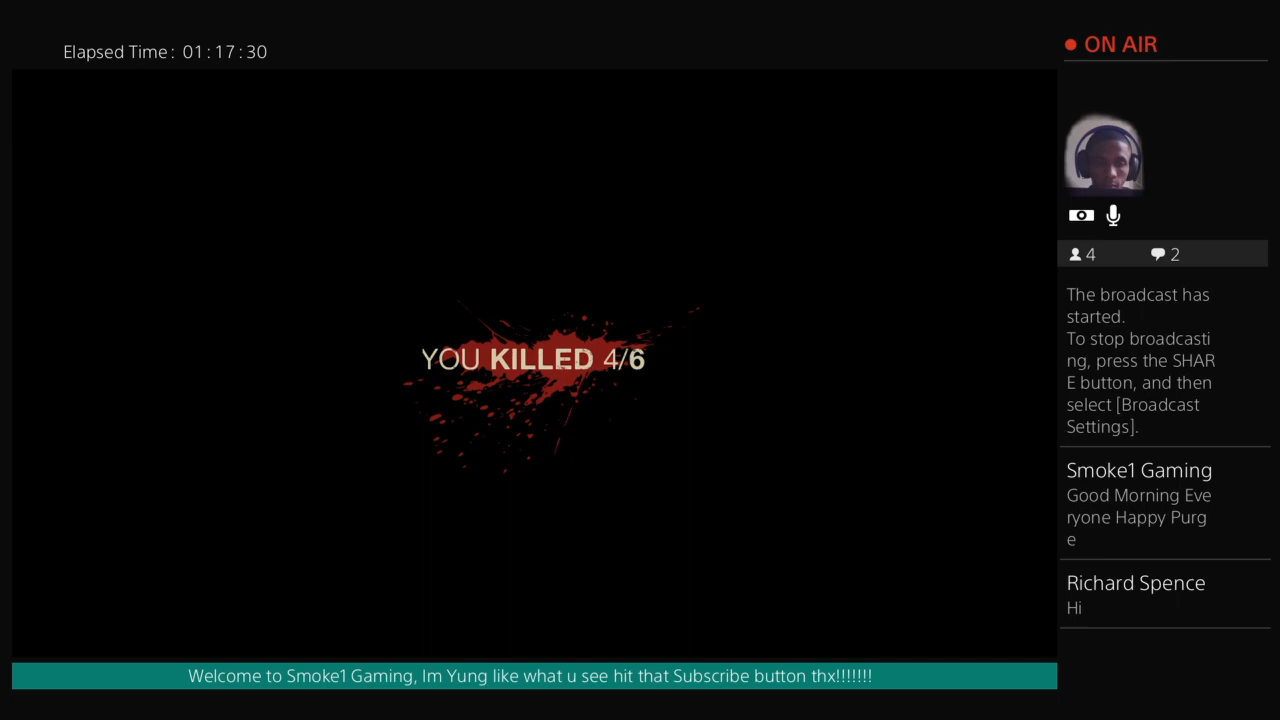 Elapsed Time: 01:17:30
ON AIR
4 2
The broadcast has
started.
To stop broadcasti
ng, press the SHAR
E button, and then
select [Broadcast
Settings].
Smoke1 Gaming
Good Morning Eve
ryone Happy Purg
e
Richard Spence
Hi
YOU KILLED 4/6
Welcome to Smoke1 Gaming, Im Yung like what u see hit that Subscribe button thx!!!!!!!